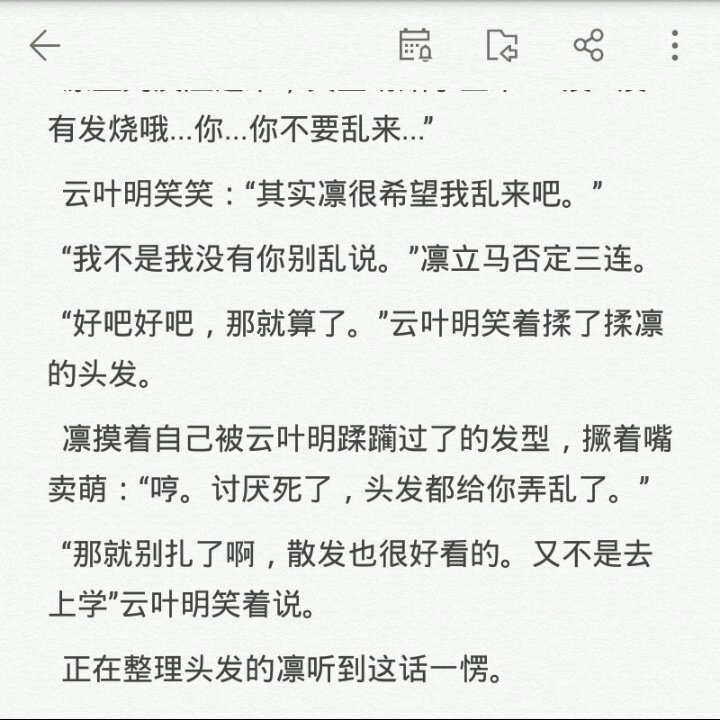 有发烧哦...你...你不要乱来...”
云叶明笑笑：“其实凛很希望我乱来吧。”
“我不是我没有你别乱说。”凛立马否定三连。
“好吧好吧，那就算了。”云叶明笑着揉了揉凛
的头发。
凛摸着自己被云叶明蹂躏过了的发型，撅着嘴
卖萌：“哼。讨厌死了，头发都给你弄乱了。”
“那就别扎了啊，散发也很好看的。又不是去
上学”云叶明笑着说。
正在整理头发的凛听到这话一愣。